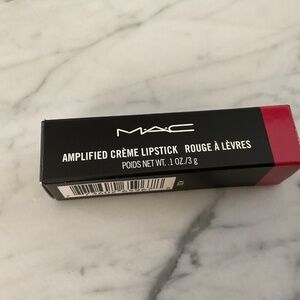 MAC
AMPLIFIED CRÈME LIPSTICK ROUGE À LÈVRES
POIDS NET WT. .1 OZ./3 g